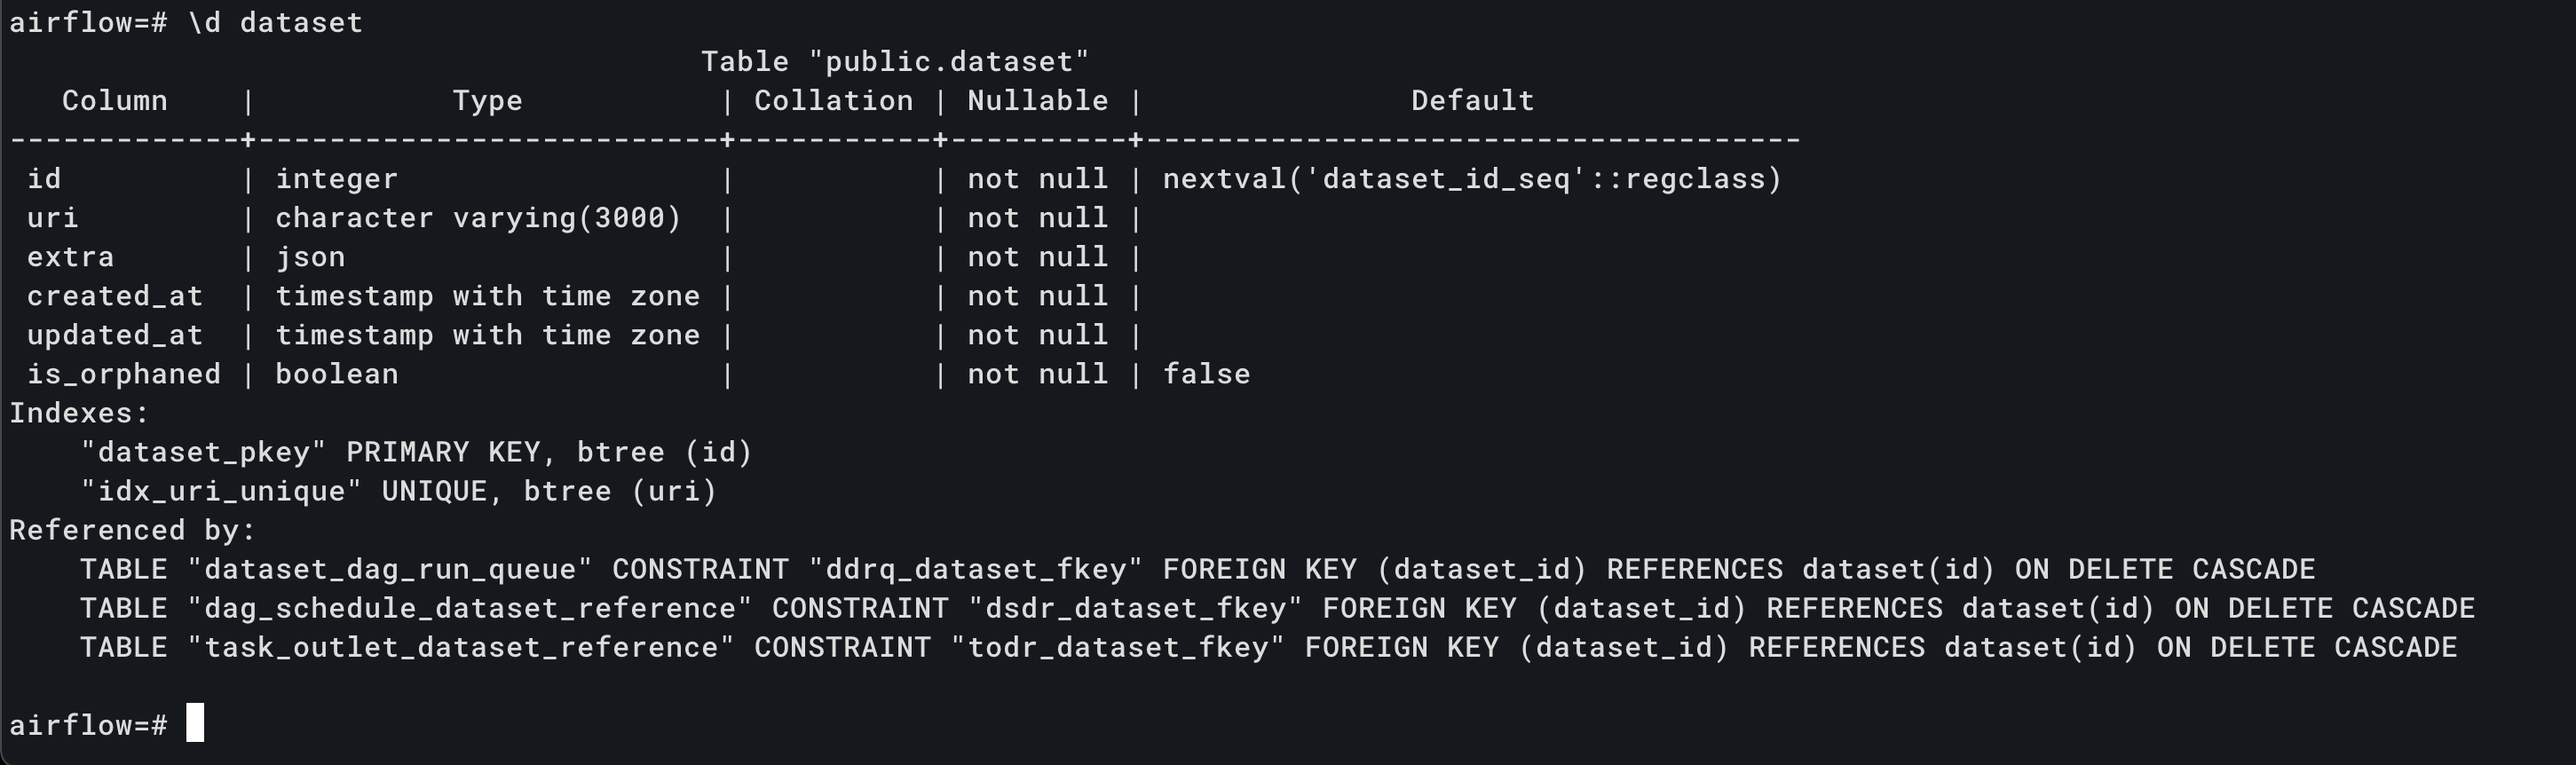 airflow=# \d dataset
                                       Table "public.dataset"
   Column    |           Type           | Collation | Nullable |               Default
-------------+--------------------------+-----------+----------+-------------------------------------
 id          | integer                  |           | not null | nextval('dataset_id_seq'::regclass)
 uri         | character varying(3000)  |           | not null |
 extra       | json                     |           | not null |
 created_at  | timestamp with time zone |           | not null |
 updated_at  | timestamp with time zone |           | not null |
 is_orphaned | boolean                  |           | not null | false
Indexes:
    "dataset_pkey" PRIMARY KEY, btree (id)
    "idx_uri_unique" UNIQUE, btree (uri)
Referenced by:
    TABLE "dataset_dag_run_queue" CONSTRAINT "ddrq_dataset_fkey" FOREIGN KEY (dataset_id) REFERENCES dataset(id) ON DELETE CASCADE
    TABLE "dag_schedule_dataset_reference" CONSTRAINT "dsdr_dataset_fkey" FOREIGN KEY (dataset_id) REFERENCES dataset(id) ON DELETE CASCADE
    TABLE "task_outlet_dataset_reference" CONSTRAINT "todr_dataset_fkey" FOREIGN KEY (dataset_id) REFERENCES dataset(id) ON DELETE CASCADE

airflow=#